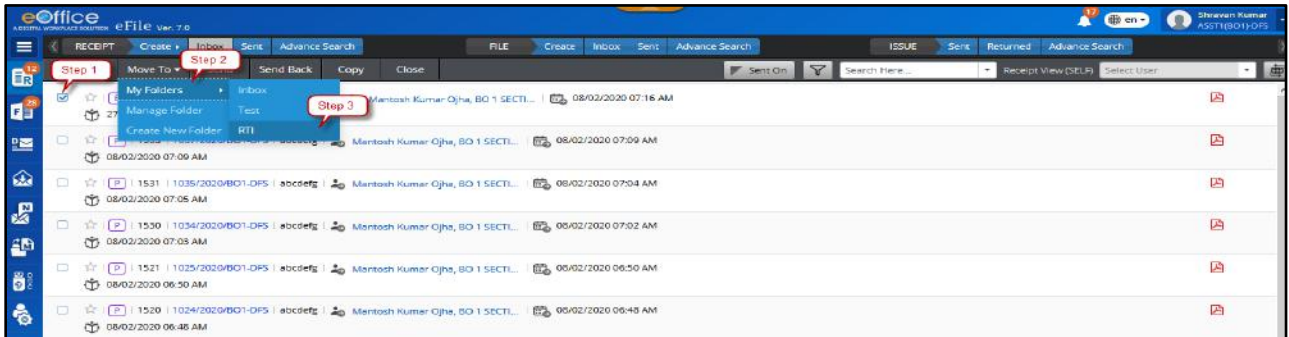 eOffice
A DIGITAL WORKPLACE SOLUTION eFile Ver. 7.0
17 en Shravan Kumar
ASSTT(BO1)-DFS
RECEIPT Create Inbox Sent Advance Search FILE Create Inbox Sent Advance Search ISSUE Sent Returned Advance Search
Step 1 Move To Step 2 Send Back Copy Close Sent On Search Here... Receipt View (SELF) Select User
My Folders Inbox Mantosh Kumar Ojha, BO 1 SECTI... 08/02/2020 07:16 AM
Manage Folder Test Step 3
Create New Folder RTI Mantosh Kumar Ojha, BO 1 SECTI... 08/02/2020 07:09 AM
08/02/2020 07:09 AM
P 1531 1035/2020/BO1-DFS abcdefg Mantosh Kumar Ojha, BO 1 SECTI... 08/02/2020 07:04 AM
08/02/2020 07:05 AM
P 1530 1034/2020/BO1-DFS abcdefg Mantosh Kumar Ojha, BO 1 SECTI... 08/02/2020 07:02 AM
08/02/2020 07:03 AM
P 1521 1025/2020/BO1-DFS abcdefg Mantosh Kumar Ojha, BO 1 SECTI... 08/02/2020 06:50 AM
08/02/2020 06:50 AM
P 1520 1024/2020/BO1-DFS abcdefg Mantosh Kumar Ojha, BO 1 SECTI... 08/02/2020 06:48 AM
08/02/2020 06:48 AM